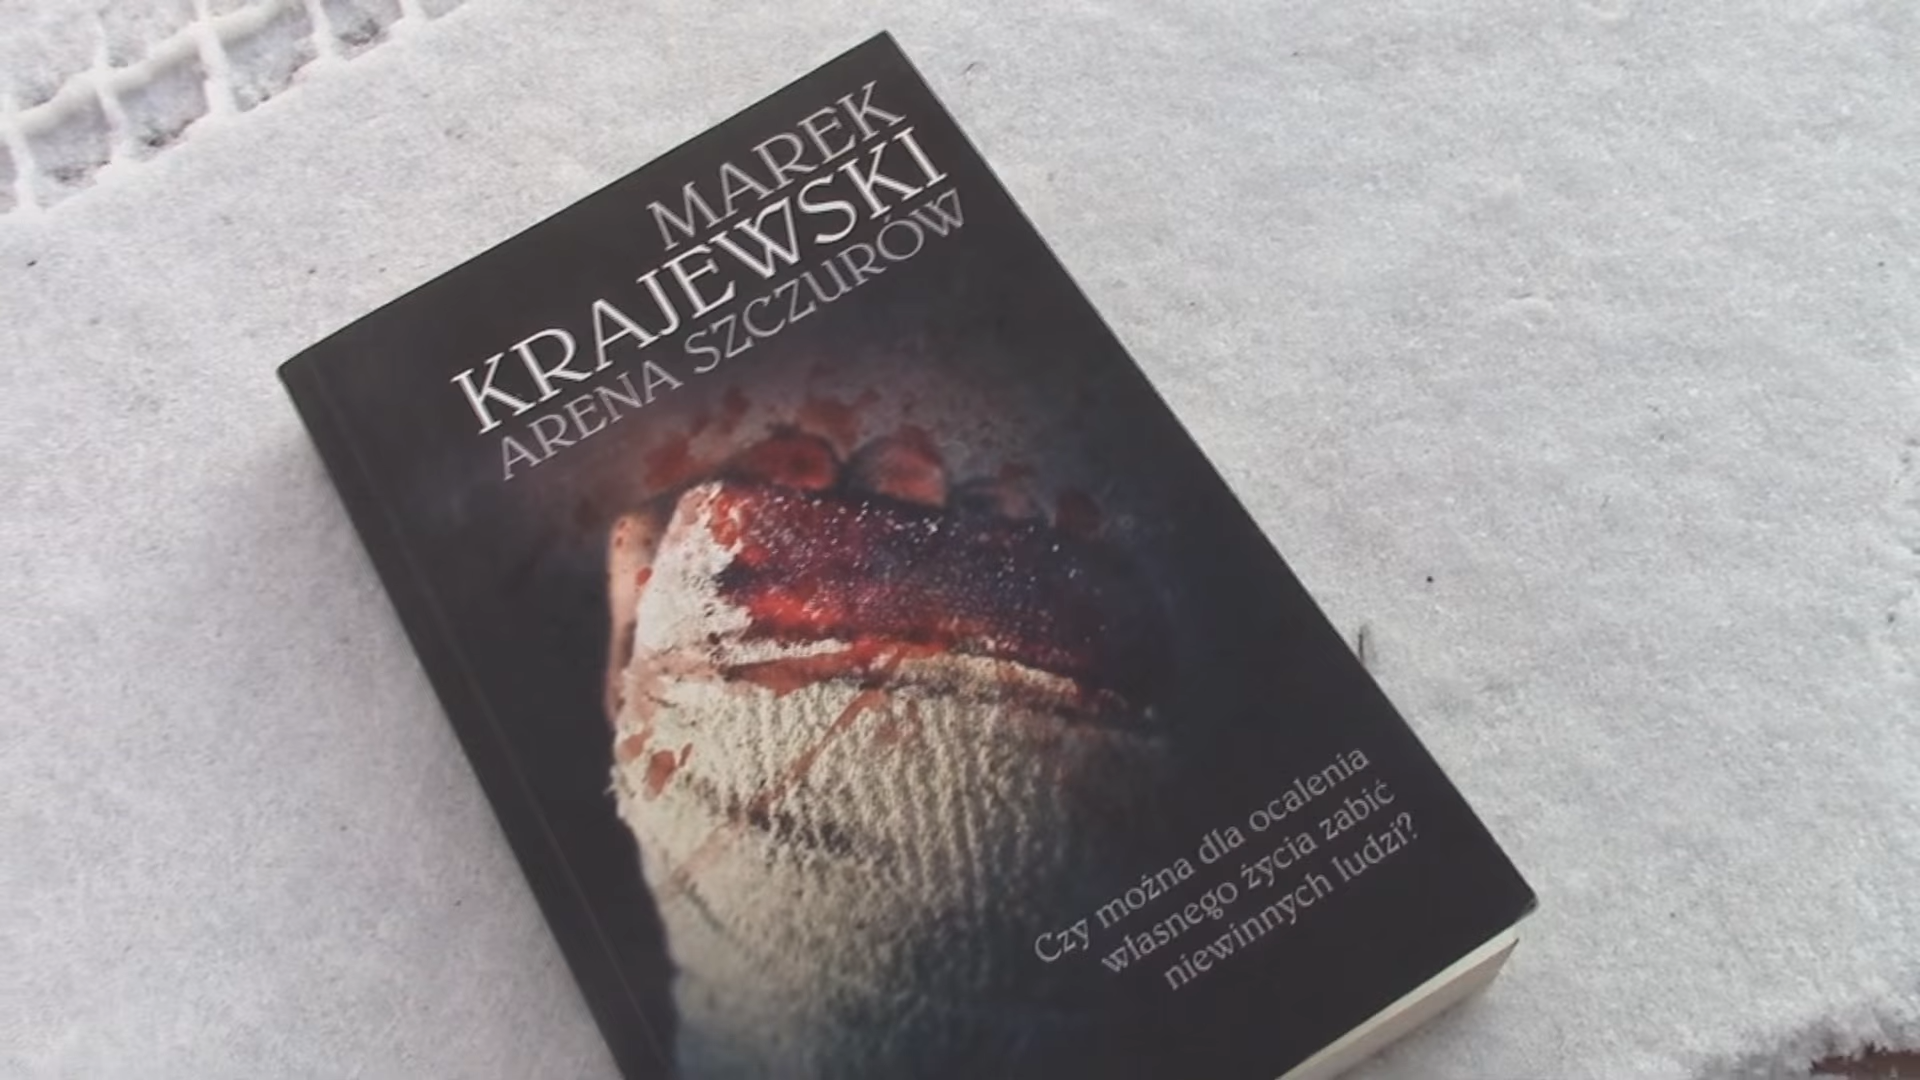 MAREK
KRAJEWSKI
ARENA SZCZURÓW
Czy można dla ocalenia
własnego życia zabić
niewinnych ludzi?